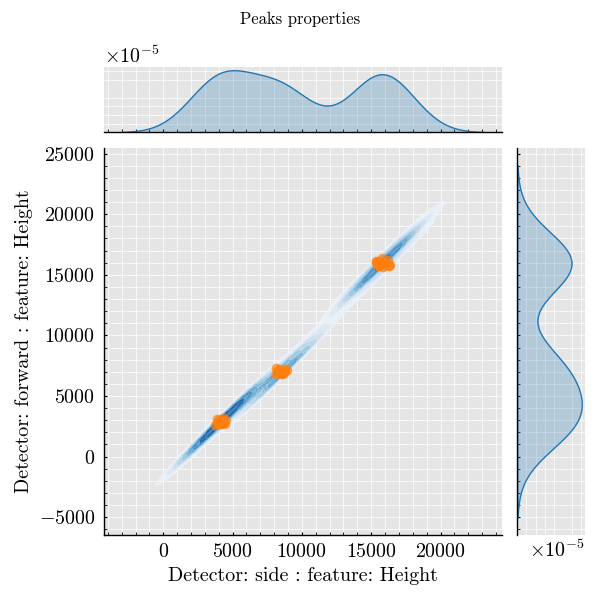 Peaks properties
×10⁻⁵
25000
20000
15000
10000
5000
0
−5000
Detector: forward : feature: Height
0 5000 10000 15000 20000
×10⁻⁵
Detector: side : feature: Height